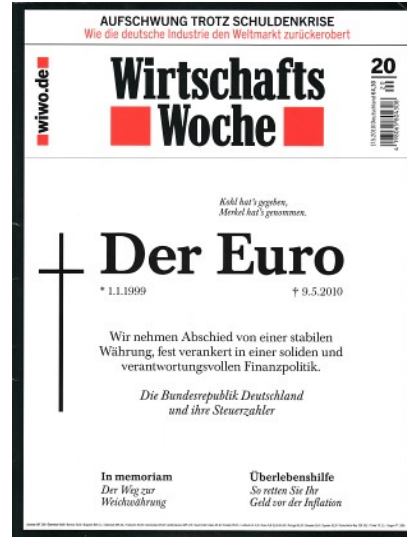 AUFSCHWUNG TROTZ SCHULDENKRISE
Wie die deutsche Industrie den Weltmarkt zurückerobert
wiwo.de
20
Wirtschafts
Woche
Kohl hat's gegeben,
Merkel hat's genommen.
Der Euro
* 1.1.1999
† 9.5.2010
Wir nehmen Abschied von einer stabilen
Währung, fest verankert in einer soliden und
verantwortungsvollen Finanzpolitik.
Die Bundesrepublik Deutschland
und ihre Steuerzahler
In memoriam
Der Weg zur
Weichwährung
Überlebenshilfe
So retten Sie Ihr
Geld vor der Inflation